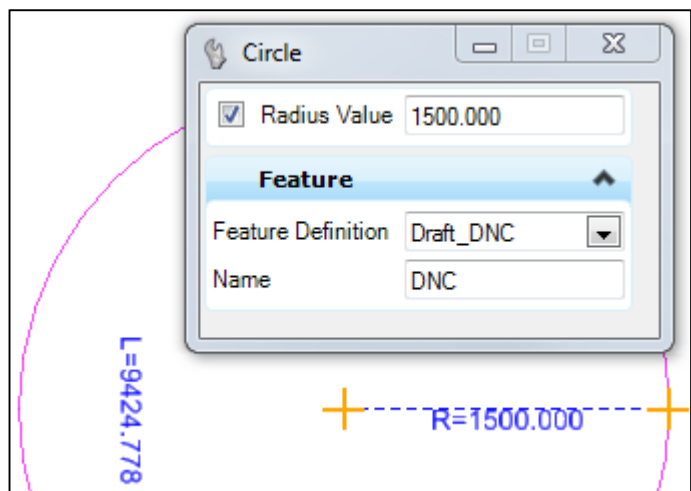 Circle
Radius Value 1500.000
Feature
Feature Definition Draft_DNC
Name DNC
L=9424.778
R=1500.000